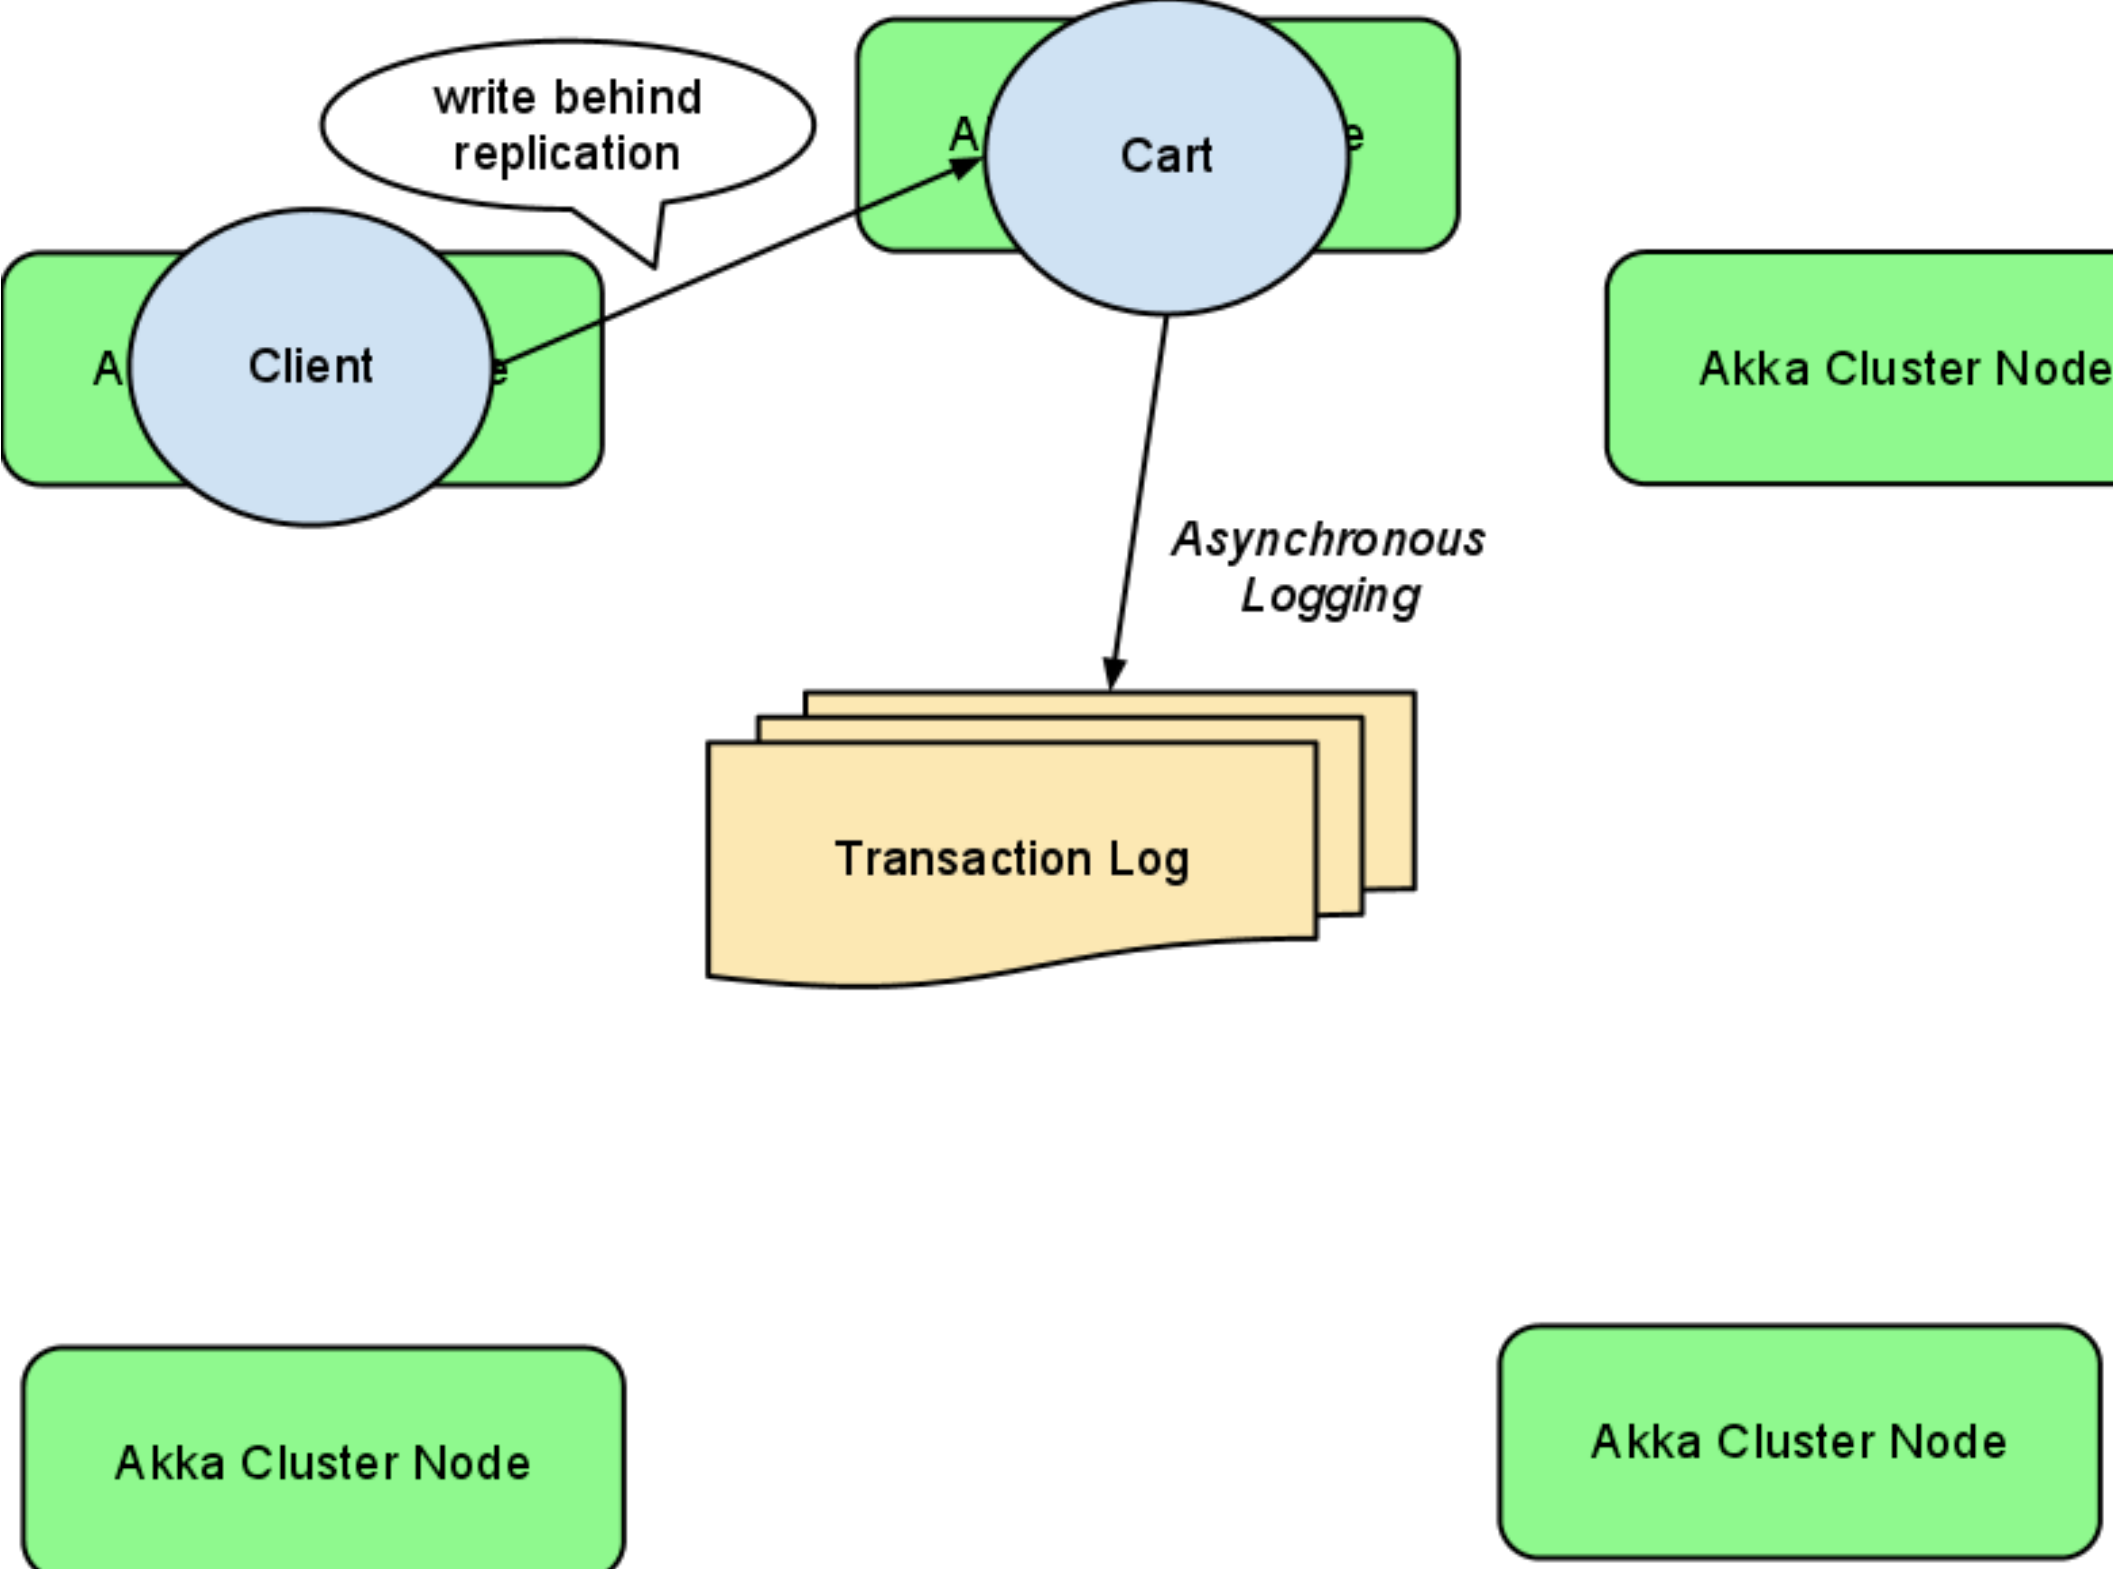 write behind
replication
Cart
Client
Akka Cluster Node
Asynchronous
Logging
Transaction Log
Akka Cluster Node
Akka Cluster Node